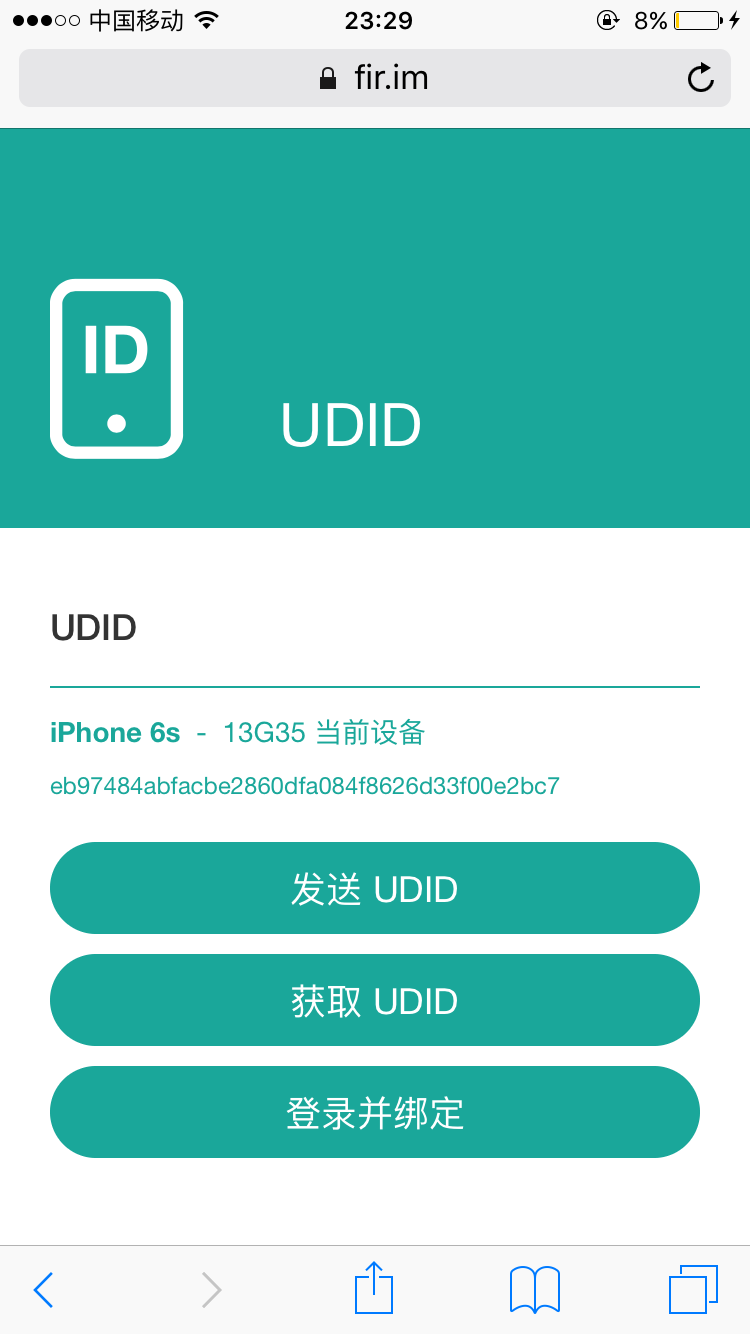 中国移动 23:29 8%
fir.im
ID
UDID
UDID
iPhone 6s - 13G35 当前设备
eb97484abfacbe2860dfa084f8626d33f00e2bc7
发送 UDID
获取 UDID
登录并绑定